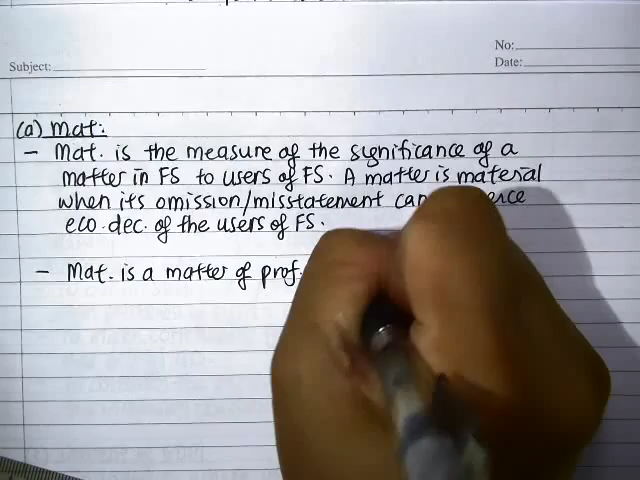 No:
Subject:
Date:
(a) Mat:
- Mat. is the measure of the significance of a
matter in FS to users of FS. A matter is material
when its omission/misstatement can
eco. dec. of the users of FS.
- Mat. is a matter of prof.